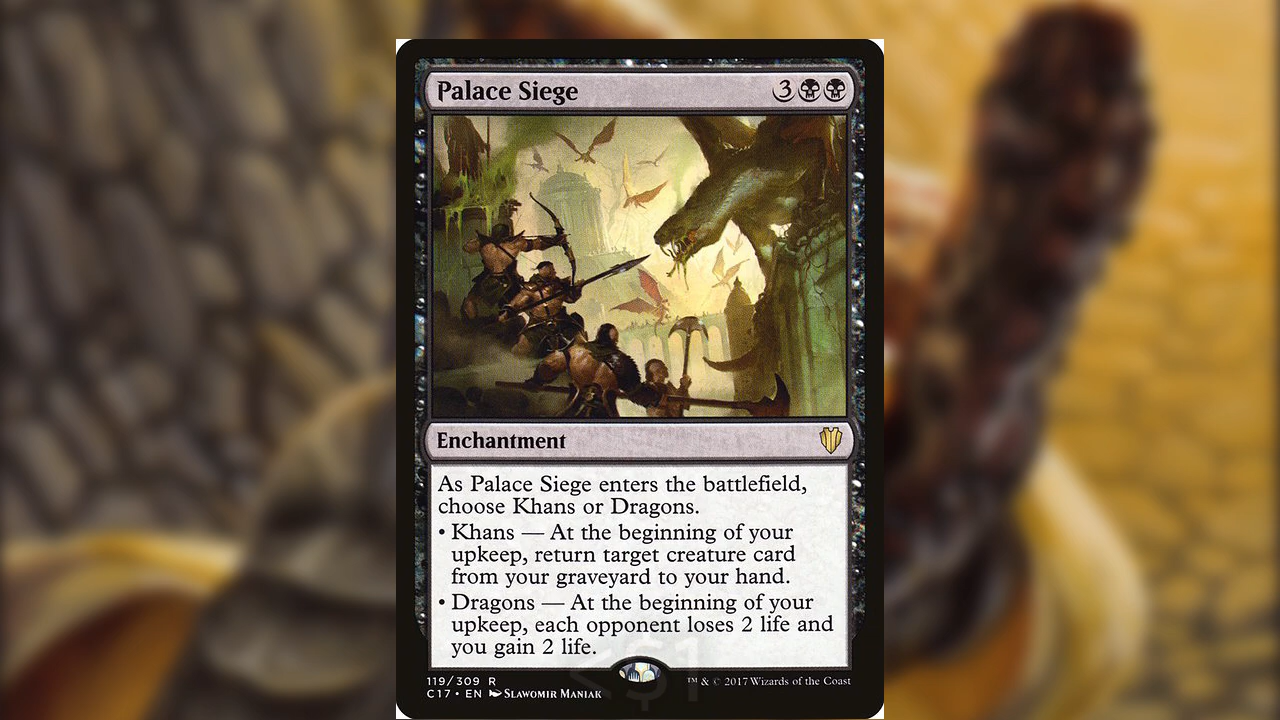 Palace Siege 3
Enchantment
As Palace Siege enters the battlefield,
choose Khans or Dragons.
• Khans — At the beginning of your
upkeep, return target creature card
from your graveyard to your hand.
• Dragons — At the beginning of your
upkeep, each opponent loses 2 life and
you gain 2 life.
<$1
119/309 R
C17 • EN Slawomir Maniak
™ & © 2017 Wizards of the Coast